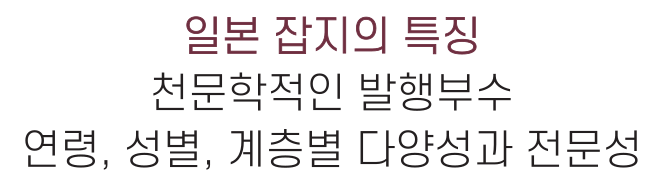 일본 잡지의 특징
천문학적인 발행부수
연령, 성별, 계층별 다양성과 전문성